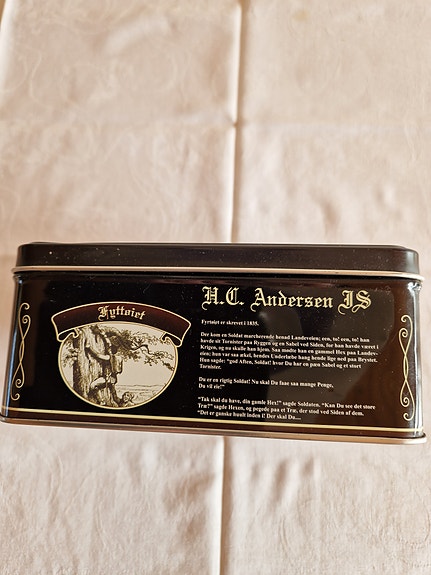 Fyrtøiet
H.C. Andersen IS
Fyrtøiet er skrevet i 1835.
Der kom en Soldat marcherende henad Landeveien; een, to! een, to! han
havde sit Tornister paa Ryggen og en Sabel ved Siden, for han havde været i
Krigen, og nu skulle han hjem. Saa mødte han en gammel Hex paa Landev-
eien; hun var saa ækel, hendes Underlæbe hang hende lige ned paa Brystet.
Hun sagde: "god Aften, Soldat! hvor Du har en pæn Sabel og et stort
Tornister.
Du er en rigtig Soldat! Nu skal Du faae saa mange Penge,
Du vil eie!"
"Tak skal du have, din gamle Hex!" sagde Soldaten. "Kan Du see det store
Træ?" sagde Hexen, og pegede paa et Træ, der stod ved Siden af dem.
"Det er ganske huult inden i! Der skal Du....